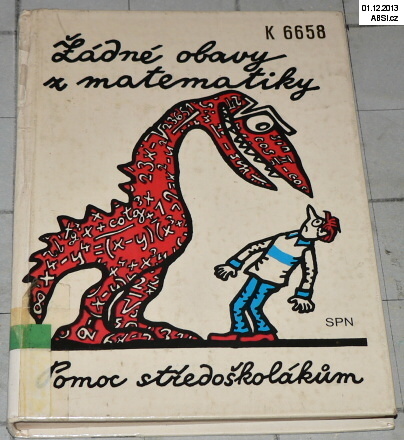 01.12.2013
ABSI.cz
K 6658
Žádné obavy
z matematiky
SPN
Pomoc středoškolákům